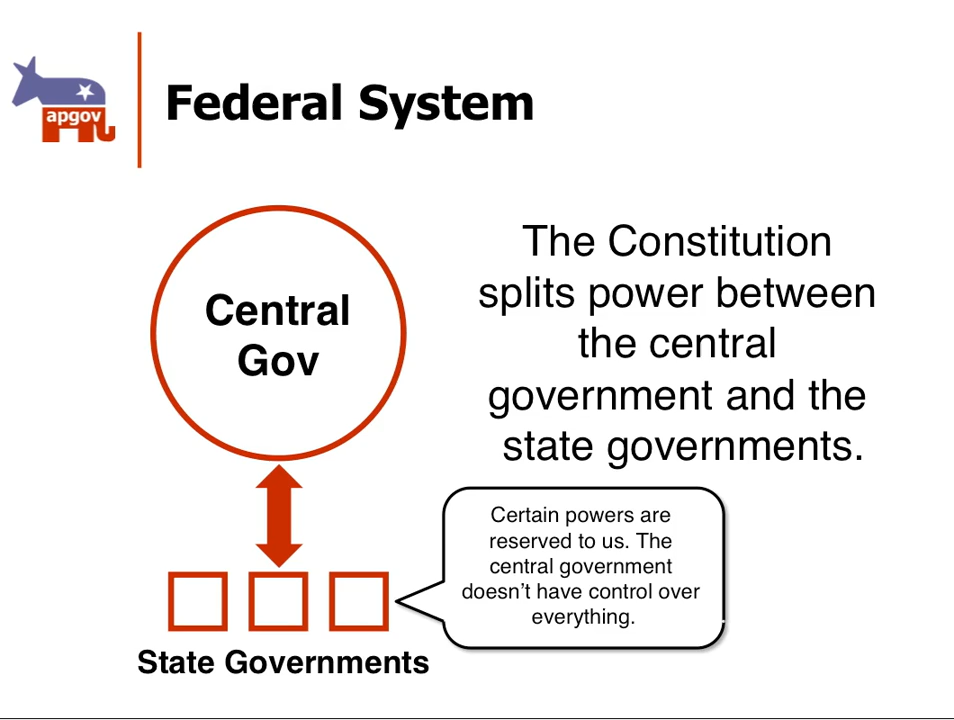 apgov
Federal System
Central
Gov
The Constitution
splits power between
the central
government and the
state governments.
Certain powers are
reserved to us. The
central government
doesn't have control over
everything.
State Governments